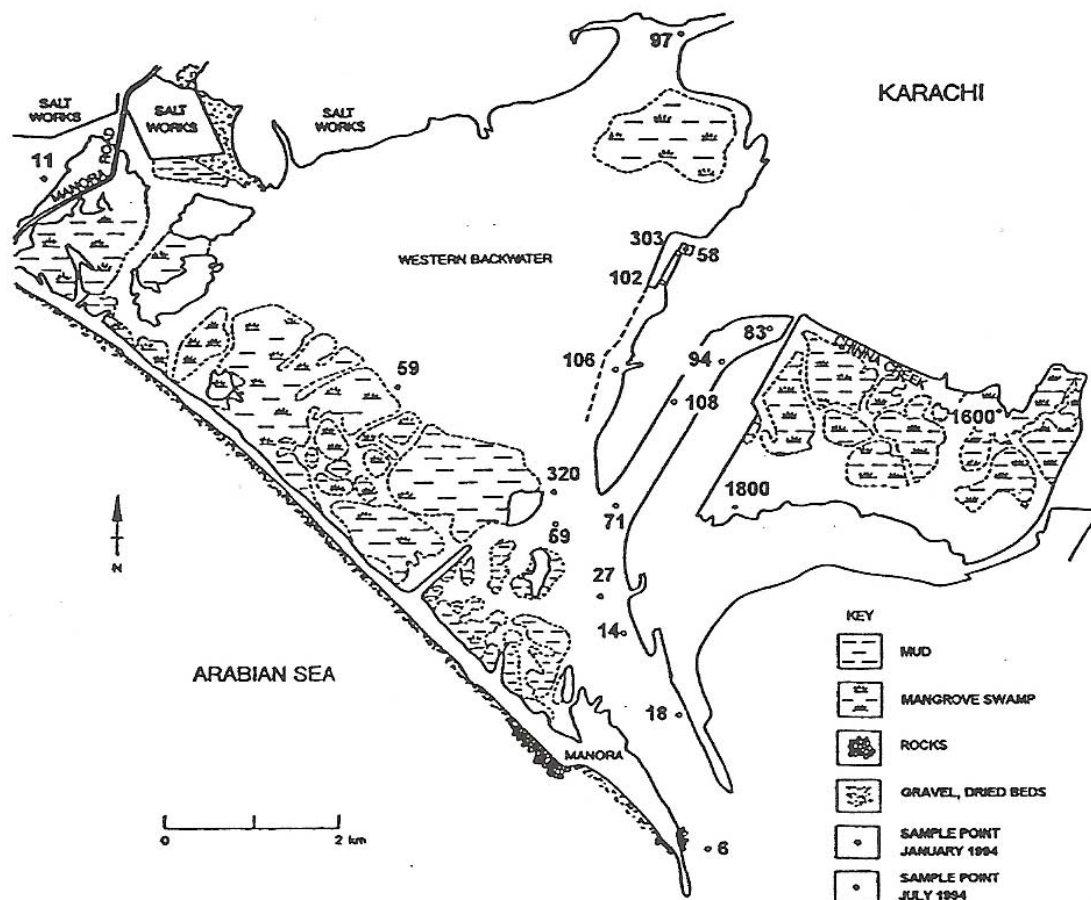 97
KARACHI
SALT
WORKS
SALT
WORKS
SALT
WORKS
11
MANORA ROAD
303
58
WESTERN BACKWATER
102
83
CHINNA CREEK
106
94
59
108
1600
320
1800
71
59
27
14
ARABIAN SEA
18
MANORA
6
N
0 2 km
KEY
MUD
MANGROVE SWAMP
ROCKS
GRAVEL, DRIED BEDS
SAMPLE POINT
JANUARY 1994
SAMPLE POINT
JULY 1994